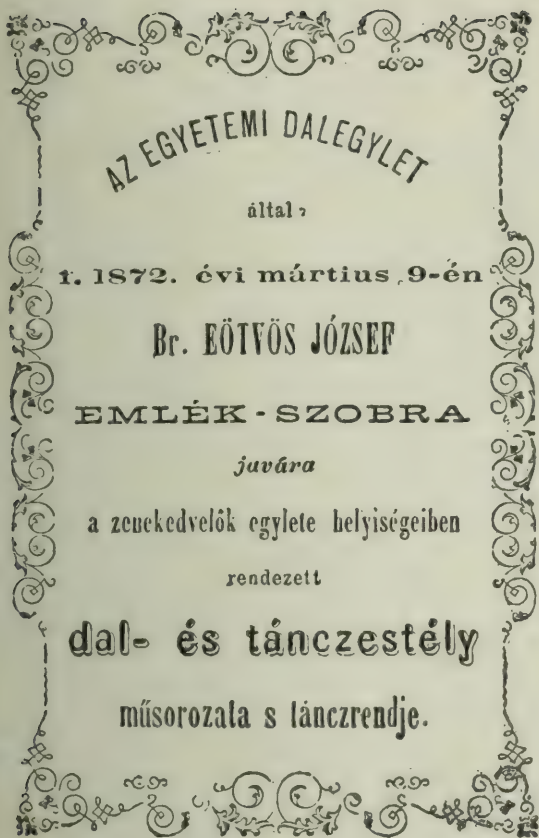 AZ EGYETEMI DALEGYLET
által
f. 1872. évi mártius 9-én
Br. EÖTVÖS JÓZSEF
EMLÉK-SZOBRA
javára
a zenekedvelők egylete helyiségeiben
rendezett
dal- és tánczestély
műsorozata s tánczrendje.